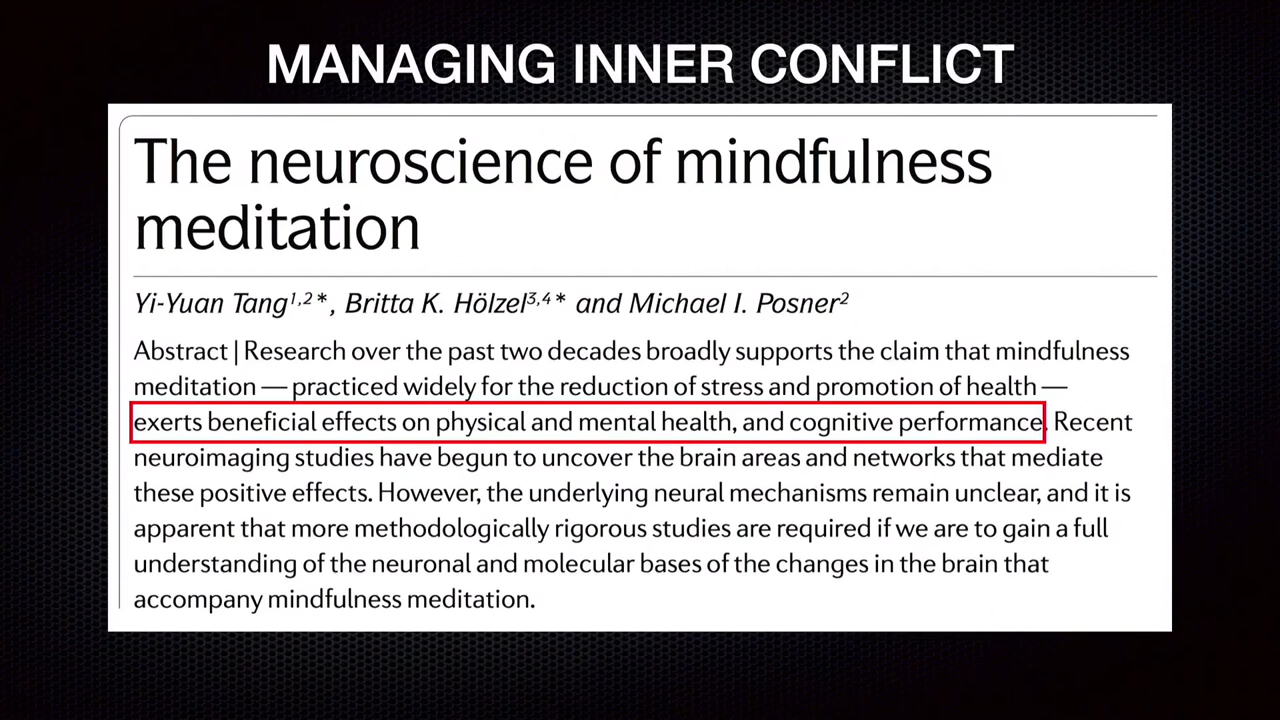 MANAGING INNER CONFLICT
The neuroscience of mindfulness
meditation
Yi-Yuan Tang1,2*, Britta K. Hölzel3,4* and Michael I. Posner2
Abstract | Research over the past two decades broadly supports the claim that mindfulness
meditation — practiced widely for the reduction of stress and promotion of health —
exerts beneficial effects on physical and mental health, and cognitive performance. Recent
neuroimaging studies have begun to uncover the brain areas and networks that mediate
these positive effects. However, the underlying neural mechanisms remain unclear, and it is
apparent that more methodologically rigorous studies are required if we are to gain a full
understanding of the neuronal and molecular bases of the changes in the brain that
accompany mindfulness meditation.